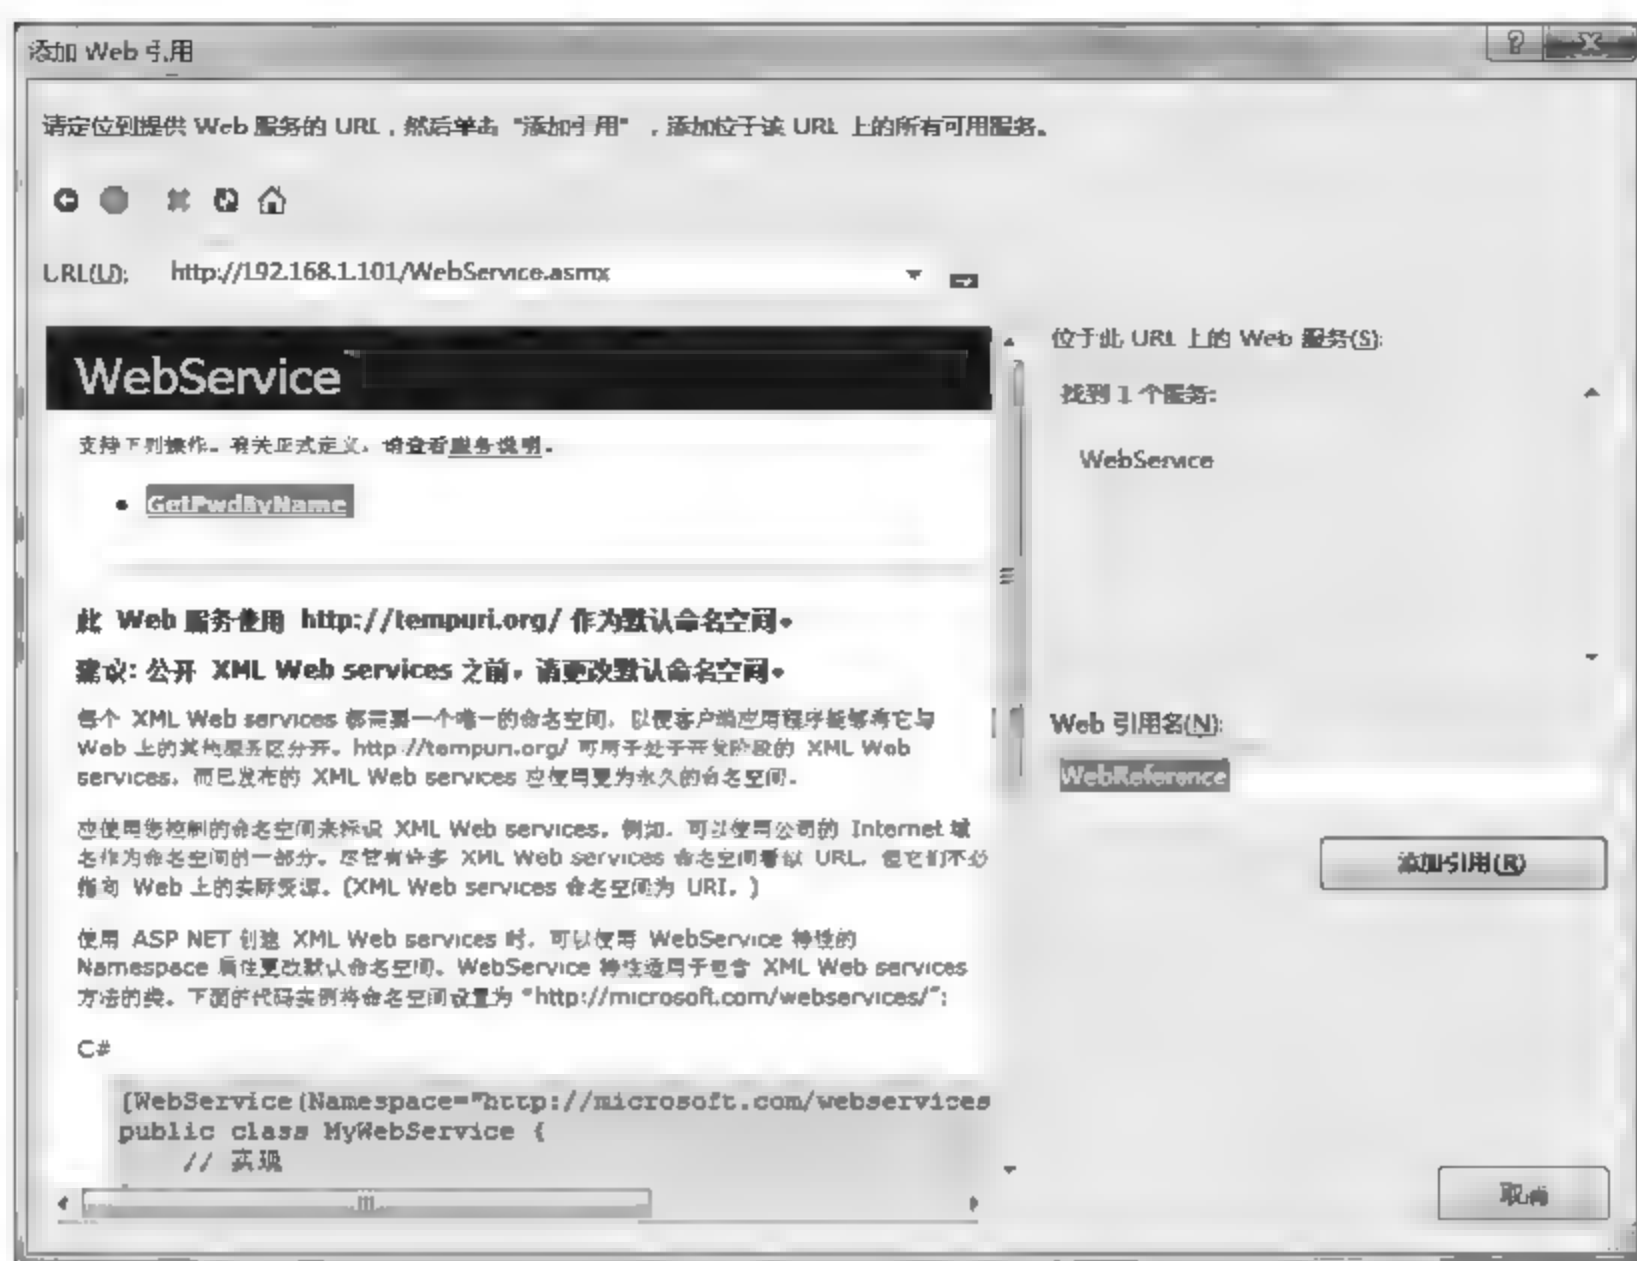 添加 Web 引用
请定位到提供 Web 服务的 URL，然后单击 "添加引用" ，添加位于该 URL 上的所有可用服务。
URL(U): http://192.168.1.101/WebService.asmx
WebService
支持下列操作。有关正式定义，请查看服务说明。
• GetPwdByName
此 Web 服务使用 http://tempuri.org/ 作为默认命名空间。
建议: 公开 XML Web services 之前，请更改默认命名空间。
每个 XML Web services 都需要一个唯一的命名空间，以便客户端应用程序能够将它与
Web 上的其他服务区分开。http://tempuri.org/ 可用于处于开发阶段的 XML Web
services，而已发布的 XML Web services 应使用更为永久的命名空间。
应使用您控制的命名空间来标识 XML Web services。例如，可以使用公司的 Internet 域
名作为命名空间的一部分。尽管有许多 XML Web services 命名空间看似 URL，但它们不必
指向 Web 上的实际资源。(XML Web services 命名空间为 URI。)
使用 ASP.NET 创建 XML Web services 时，可以使用 WebService 特性的
Namespace 属性更改默认命名空间。WebService 特性适用于包含 XML Web services
方法的类。下面的代码实例将命名空间设置为 "http://microsoft.com/webservices/":
C#
[WebService(Namespace="http://microsoft.com/webservices
public class MyWebService {
// 实现
位于此 URL 上的 Web 服务(S):
找到 1 个服务:
WebService
Web 引用名(N):
WebReference
添加引用(R)
取消